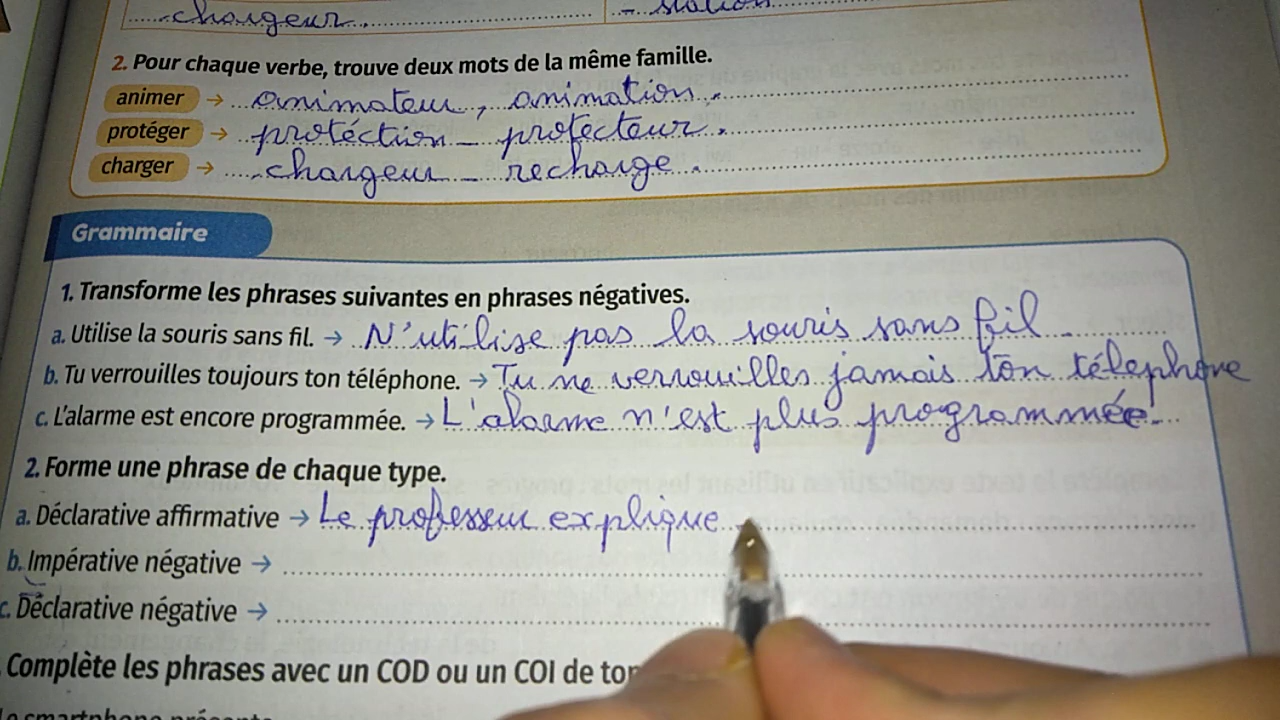 chargeur. - station
2. Pour chaque verbe, trouve deux mots de la même famille.
animer → animateur, animation.
protéger → protéction - protecteur.
charger → chargeur - recharge.
Grammaire
1. Transforme les phrases suivantes en phrases négatives.
a. Utilise la souris sans fil. → N'utilise pas la souris sans fil.
b. Tu verrouilles toujours ton téléphone. → Tu ne verrouilles jamais ton télephone
c. L'alarme est encore programmée. → L'alarme n'est plus programmée.
2. Forme une phrase de chaque type.
a. Déclarative affirmative → Le professeur explique
b. Impérative négative →
c. Déclarative négative →
Complète les phrases avec un COD ou un COI de